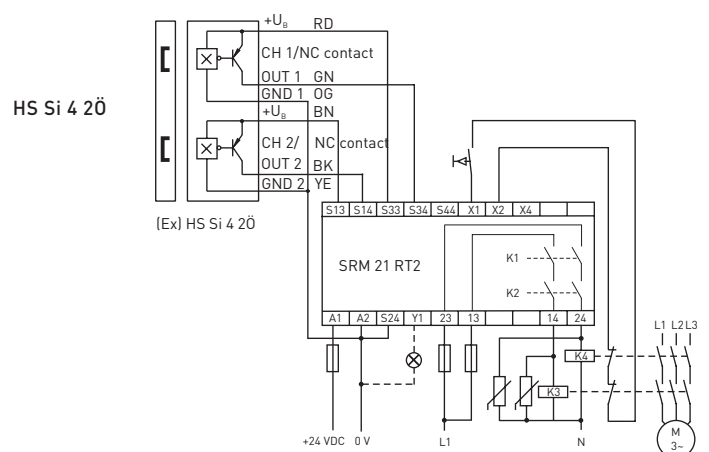 +U_B RD
CH 1/NC contact
OUT 1 GN
GND 1 OG
+U_B BN
HS Si 4 2Ö
CH 2/ NC contact
OUT 2 BK
GND 2 YE
(Ex) HS Si 4 2Ö
S13 S14 S33 S34 S44 X1 X2 X4
SRM 21 RT2
K1
K2
A1 A2 S24 Y1 23 13 14 24
L1 L2 L3
K4
K3
M
3~
+24 VDC 0 V L1 N